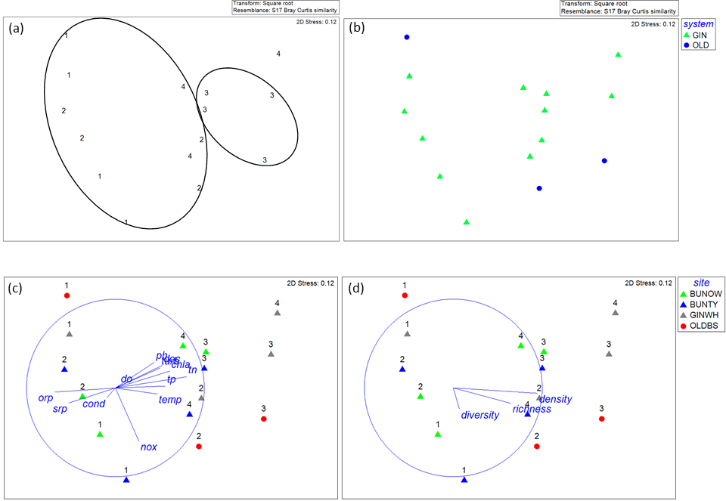 Transform: Square root
Resemblance: S17 Bray Curtis similarity
(a)
2D Stress: 0.12
1
4
1
4
3
3
2
3
2
2
4
3
1
2
1
Transform: Square root
Resemblance: S17 Bray Curtis similarity
(b)
2D Stress: 0.12
system
GIN
OLD
(c)
2D Stress: 0.12
1
4
1
4
3
3
2
ph
3
chla
do
tn
tp
2
2
orp
cond
temp
srp
4
3
1
2
nox
1
(d)
2D Stress: 0.12
1
4
1
4
3
3
2
3
2
2
density
richness
diversity
4
3
1
2
1
site
BUNOW
BUNTY
GINWH
OLDBS